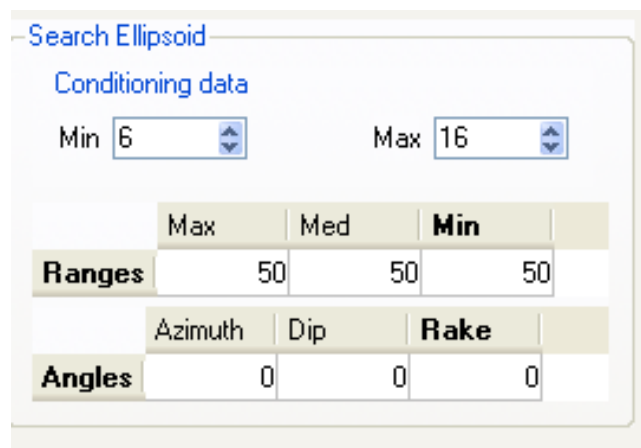 Search Ellipsoid
Conditioning data
Min 6 Max 16
Max Med Min
Ranges 50 50 50
Azimuth Dip Rake
Angles 0 0 0